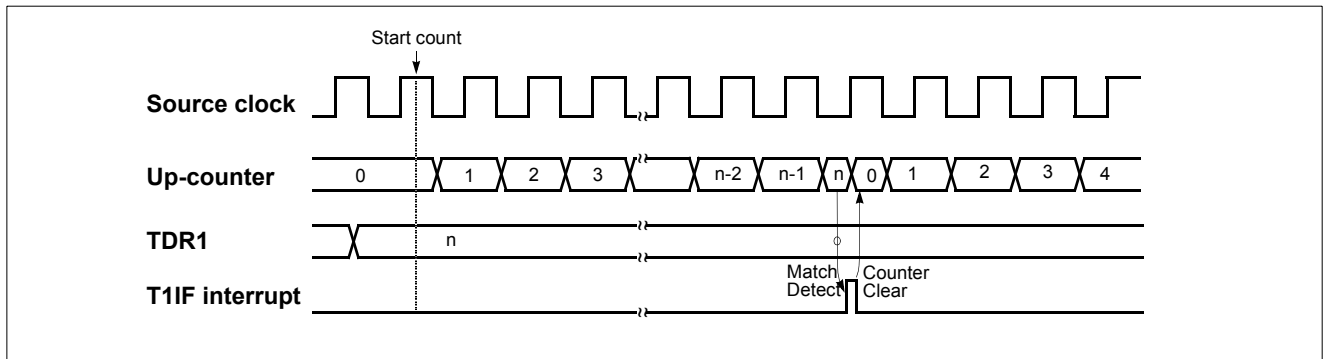 Start count
Source clock
Up-counter 0 1 2 3 n-2 n-1 n 0 1 2 3 4
TDR1 n
Match Detect
Counter Clear
T1IF interrupt